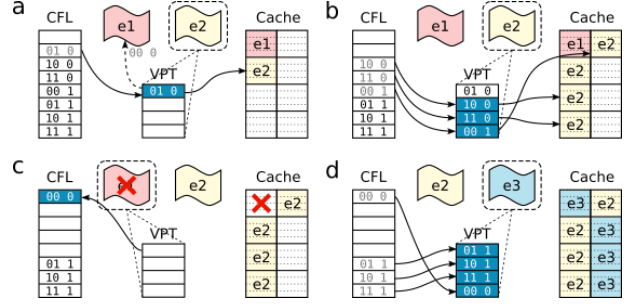 a
CFL
e1
e2
Cache
01 0
10 0
11 0
00 1
01 1
10 1
11 1
00 0
VPT
01 0
e1
e2
b
CFL
e1
e2
Cache
10 0
11 0
00 1
01 1
10 1
11 1
VPT
01 0
10 0
11 0
00 1
e1 e2
e2
e2
e2
c
CFL
e2
Cache
00 0
01 1
10 1
11 1
VPT
e2
e2
e2
e2
d
CFL
e2
e3
Cache
00 0
01 1
10 1
11 1
VPT
01 1
10 1
11 1
00 0
e3 e2
e2 e3
e2 e3
e2 e3